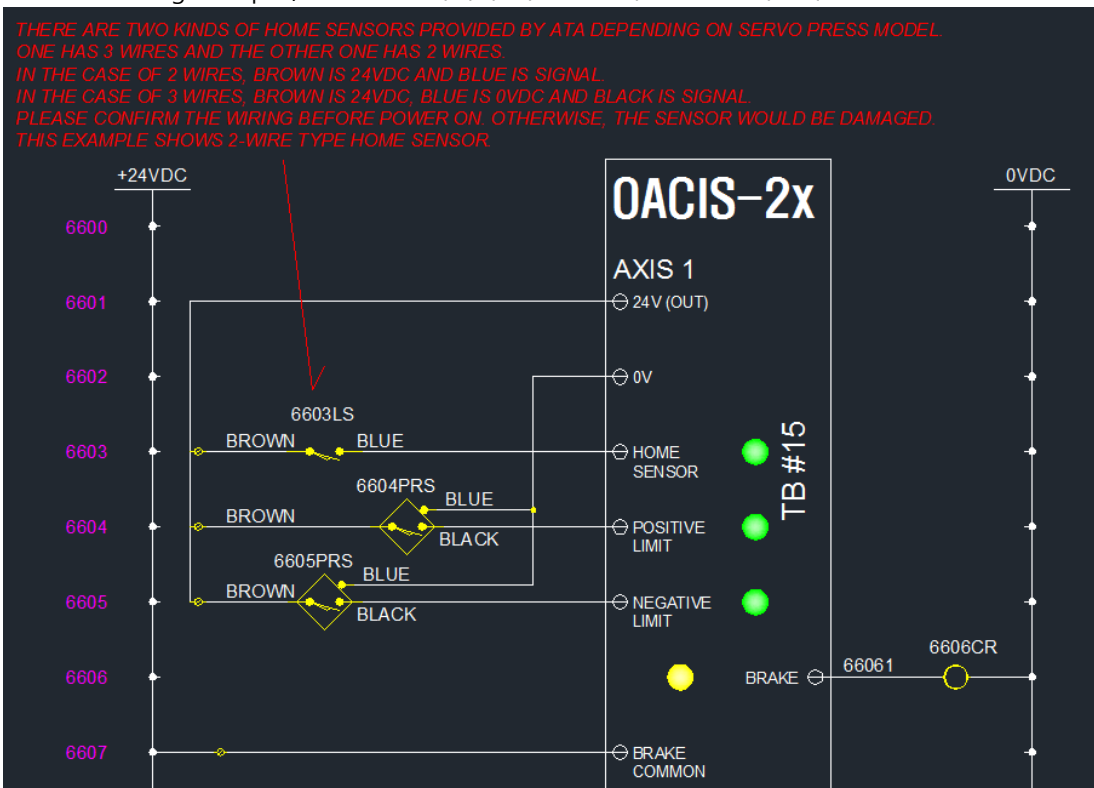 THERE ARE TWO KINDS OF HOME SENSORS PROVIDED BY ATA DEPENDING ON SERVO PRESS MODEL.
ONE HAS 3 WIRES AND THE OTHER ONE HAS 2 WIRES.
IN THE CASE OF 2 WIRES, BROWN IS 24VDC AND BLUE IS SIGNAL.
IN THE CASE OF 3 WIRES, BROWN IS 24VDC, BLUE IS 0VDC AND BLACK IS SIGNAL.
PLEASE CONFIRM THE WIRING BEFORE POWER ON. OTHERWISE, THE SENSOR WOULD BE DAMAGED.
THIS EXAMPLE SHOWS 2-WIRE TYPE HOME SENSOR.
+24VDC
0VDC
OACIS-2x
6600
AXIS 1
6601
24V (OUT)
6602
0V
6603LS
6603
BROWN
BLUE
HOME
SENSOR
TB #15
6604PRS
BLUE
6604
BROWN
BLACK
POSITIVE
LIMIT
6605PRS
BLUE
6605
BROWN
BLACK
NEGATIVE
LIMIT
6606CR
6606
BRAKE
66061
6607
BRAKE
COMMON